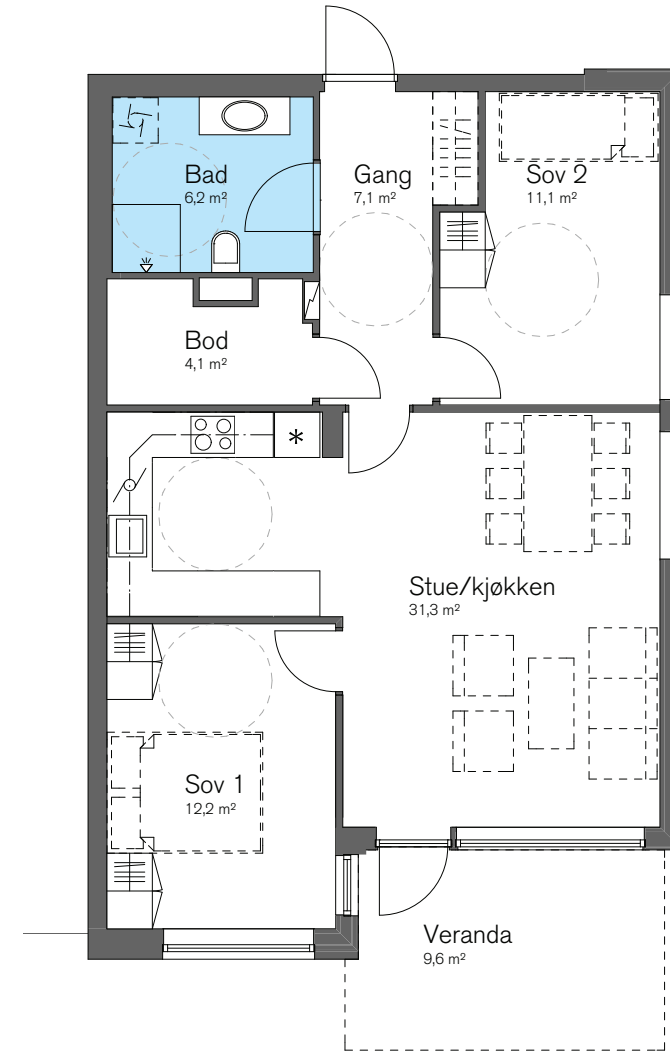 Bad
6,2 m²
Gang
7,1 m²
Sov 2
11,1 m²
Bod
4,1 m²
*
Stue/kjøkken
31,3 m²
Sov 1
12,2 m²
Veranda
9,6 m²